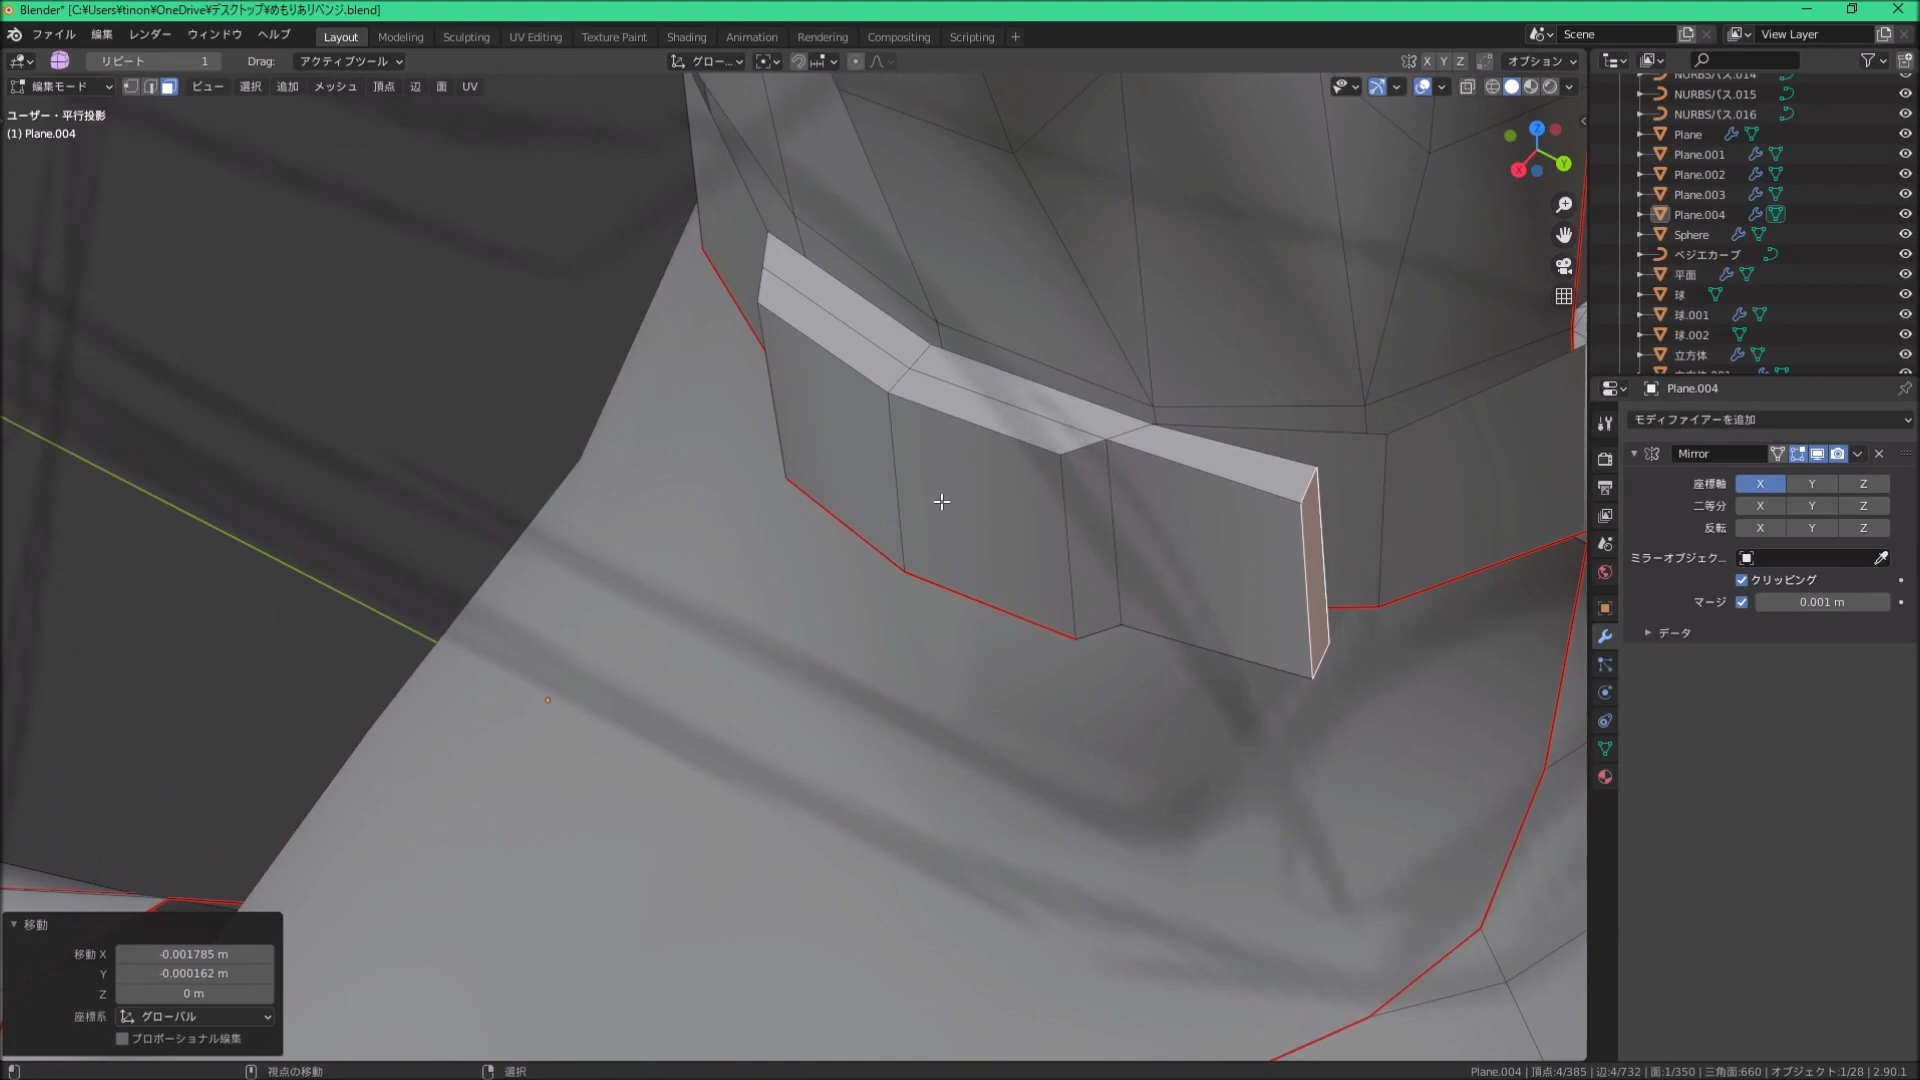 Blender* [C:¥Users¥tinon¥OneDrive¥デスクトップ¥めもりありベンジ.blend]
ファイル 編集 レンダー ウィンドウ ヘルプ Layout Modeling Sculpting UV Editing Texture Paint Shading Animation Rendering Compositing Scripting + Scene View Layer
リピート 1 Drag: アクティブツール グロー... X Y Z オプション
編集モード ビュー 選択 追加 メッシュ 頂点 辺 面 UV
ユーザー・平行投影
(1) Plane.004
Z
Y
X
NURBSパス.014
NURBSパス.015
NURBSパス.016
Plane
Plane.001
Plane.002
Plane.003
Plane.004
Sphere
ベジエカーブ
平面
球
球.001
球.002
立方体
Plane.004
モディファイアーを追加
Mirror
座標軸 X Y Z
二等分 X Y Z
反転 X Y Z
ミラーオブジェク...
クリッピング
マージ 0.001 m
データ
移動
移動 X -0.001785 m
Y -0.000162 m
Z 0 m
座標系 グローバル
プロポーショナル編集
視点の移動 選択 Plane.004 | 頂点:4/385 | 辺:4/732 | 面:1/350 | 三角面:660 | オブジェクト:1/28 | 2.90.1